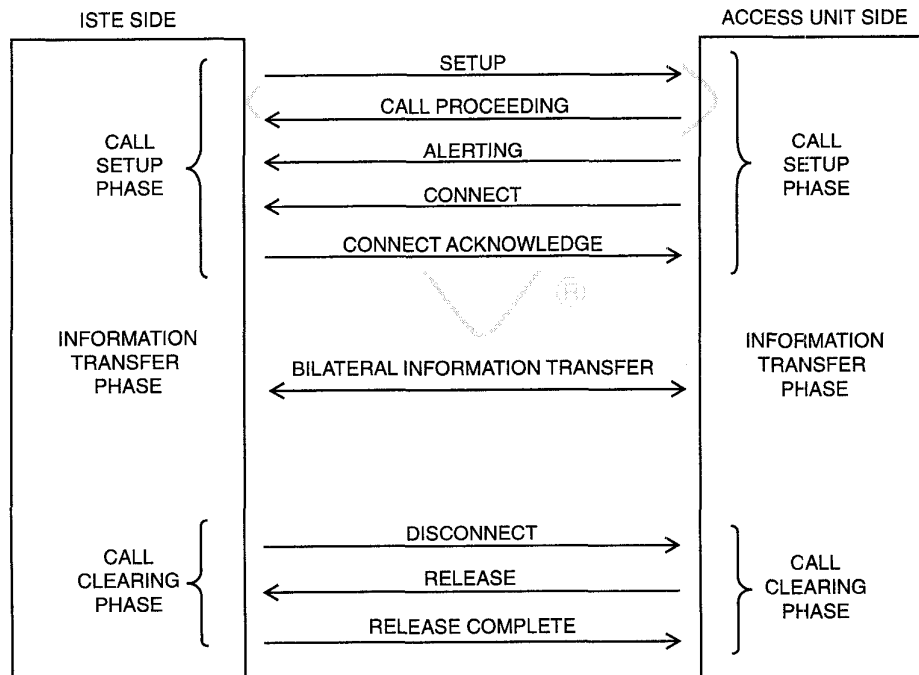 ISTE SIDE
ACCESS UNIT SIDE
SETUP
CALL PROCEEDING
ALERTING
CONNECT
CONNECT ACKNOWLEDGE
CALL
SETUP
PHASE
CALL
SETUP
PHASE
INFORMATION
TRANSFER
PHASE
BILATERAL INFORMATION TRANSFER
INFORMATION
TRANSFER
PHASE
CALL
CLEARING
PHASE
DISCONNECT
RELEASE
RELEASE COMPLETE
CALL
CLEARING
PHASE
®